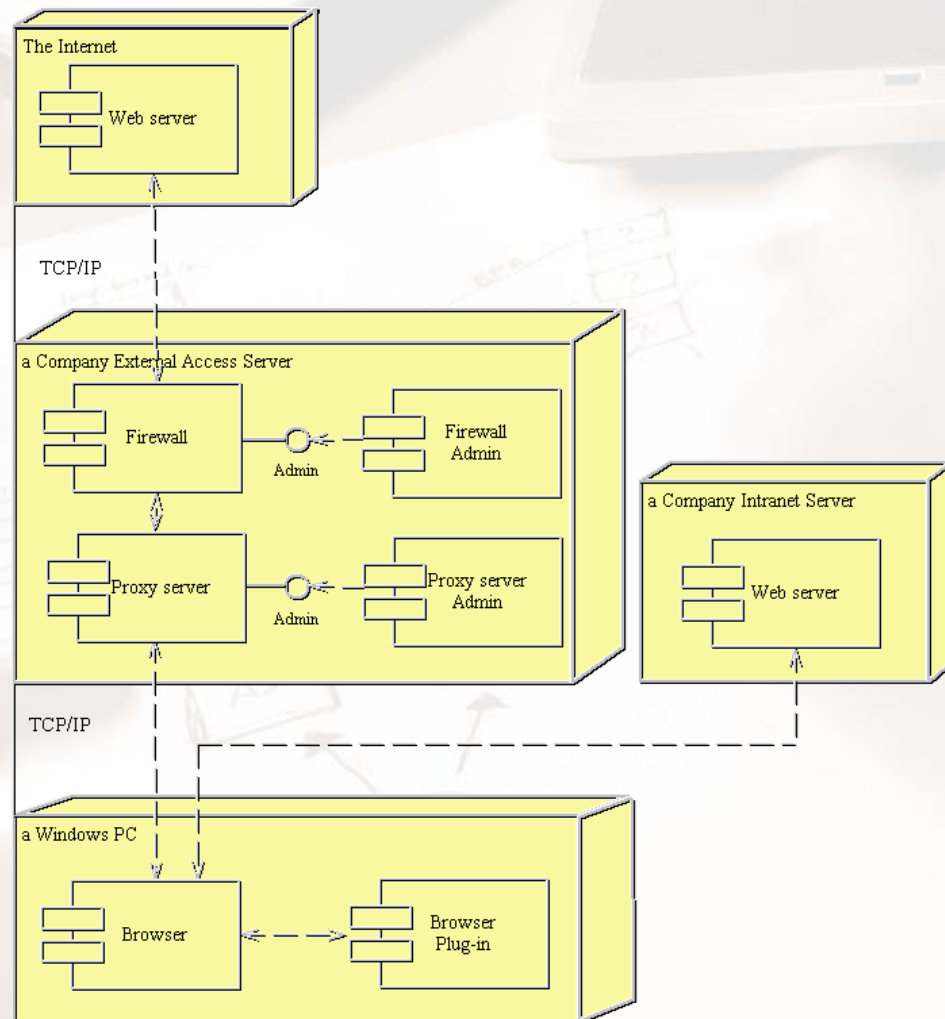 The Internet
Web server
TCP/IP
a Company External Access Server
Firewall
Admin
Firewall
Admin
Proxy server
Admin
Proxy server
Admin
a Company Intranet Server
Web server
TCP/IP
a Windows PC
Browser
Browser
Plug-in